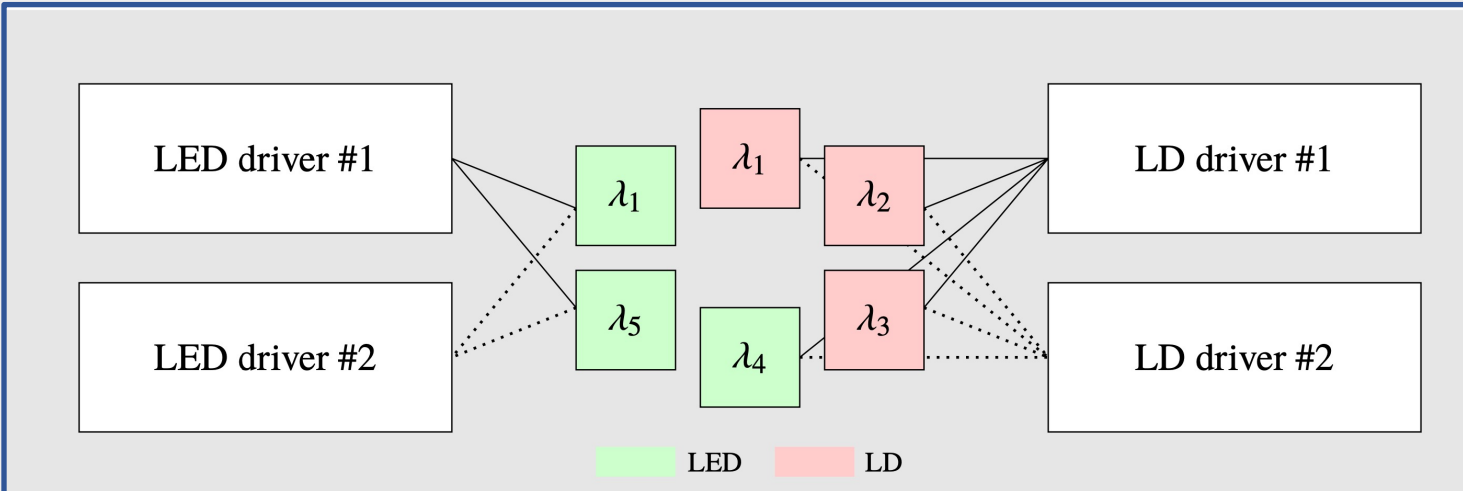 LED driver #1
LED driver #2
λ1
λ5
λ1
λ4
λ2
λ3
LD driver #1
LD driver #2
LED
LD